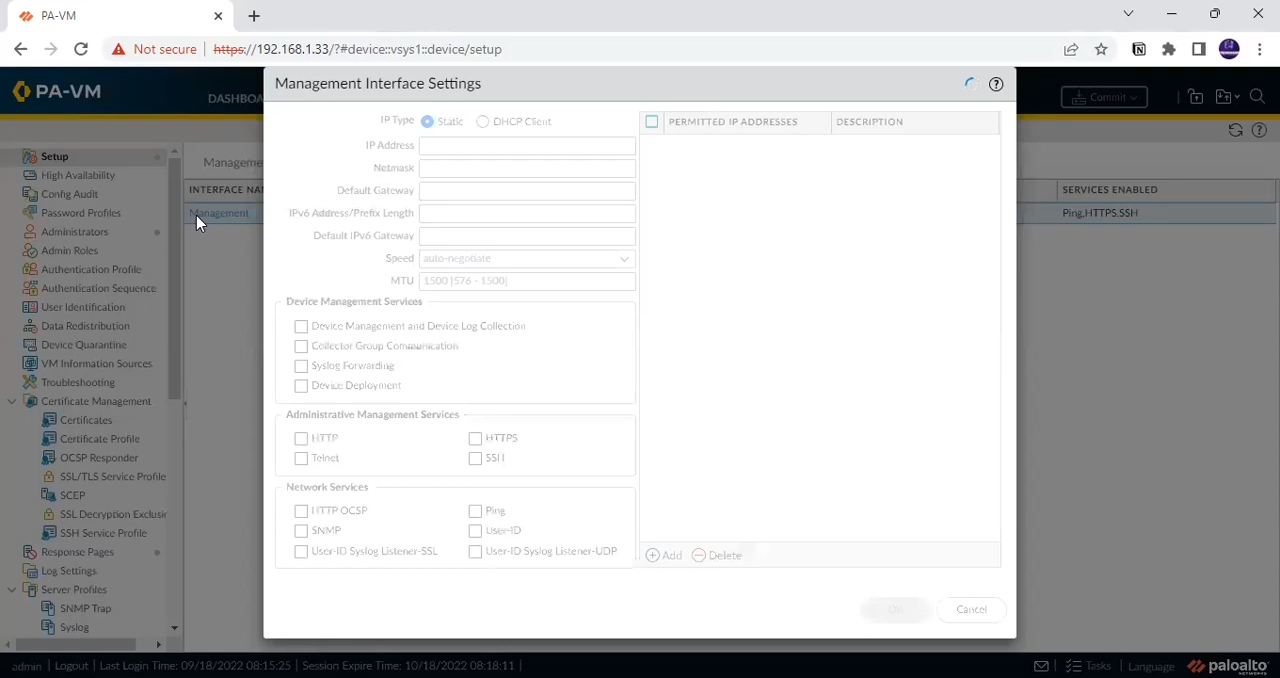 PA-VM
Not secure
https://192.168.1.33/?#device::vsys1::device/setup
PA-VM
DASHBOA
Commit
Management Interface Settings
IP Type
Static
DHCP Client
IP Address
Netmask
Default Gateway
IPv6 Address/Prefix Length
Default IPv6 Gateway
Speed
auto-negotiate
MTU
1500 [576 - 1500]
Device Management Services
Device Management and Device Log Collection
Collector Group Communication
Syslog Forwarding
Device Deployment
Administrative Management Services
HTTP
HTTPS
Telnet
SSH
Network Services
HTTP OCSP
Ping
SNMP
User-ID
User-ID Syslog Listener-SSL
User-ID Syslog Listener-UDP
PERMITTED IP ADDRESSES
DESCRIPTION
Add
Delete
OK
Cancel
Setup
High Availability
Config Audit
Password Profiles
Administrators
Admin Roles
Authentication Profile
Authentication Sequence
User Identification
Data Redistribution
Device Quarantine
VM Information Sources
Troubleshooting
Certificate Management
Certificates
Certificate Profile
OCSP Responder
SSL/TLS Service Profile
SCEP
SSL Decryption Exclusio
SSH Service Profile
Response Pages
Log Settings
Server Profiles
SNMP Trap
Syslog
Manageme
INTERFACE NA
Management
SERVICES ENABLED
Ping,HTTPS,SSH
admin | Logout | Last Login Time: 09/18/2022 08:15:25 | Session Expire Time: 10/18/2022 08:18:11 |
Tasks | Language
paloalto
NETWORKS